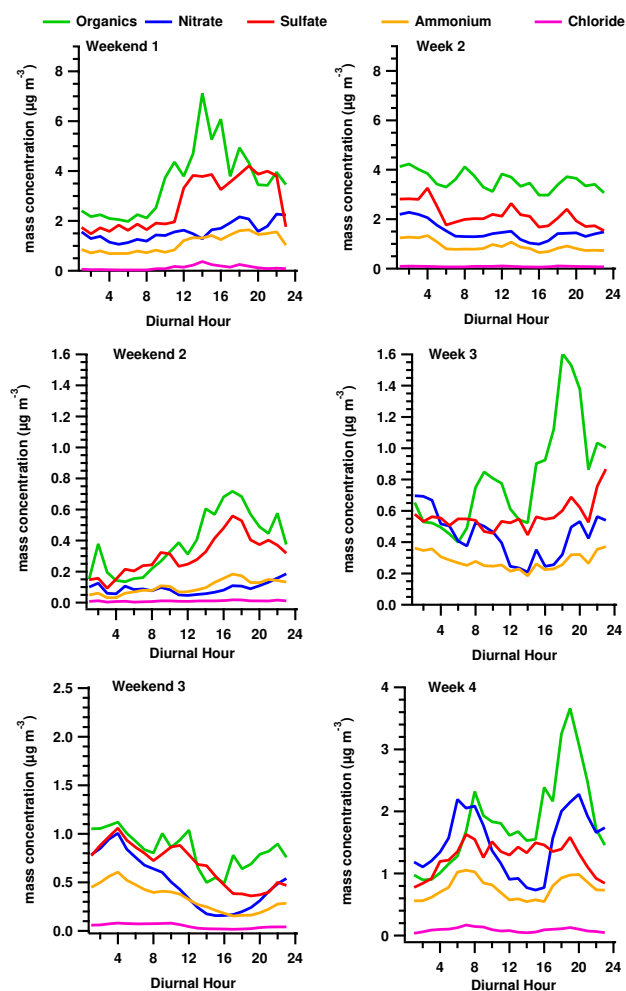 Organics Nitrate Sulfate Ammonium Chloride
Weekend 1
mass concentration (µg m-3)
8
6
4
2
0
0 4 8 12 16 20 24
Diurnal Hour
Week 2
mass concentration (µg m-3)
8
6
4
2
0
4 8 12 16 20 24
Diurnal Hour
Weekend 2
mass concentration (µg m-3)
1.6
1.4
1.2
1.0
0.8
0.6
0.4
0.2
0.0
4 8 12 16 20 24
Diurnal Hour
Week 3
mass concentration (µg m-3)
1.6
1.4
1.2
1.0
0.8
0.6
0.4
0.2
0.0
4 8 12 16 20 24
Diurnal Hour
Weekend 3
mass concentration (µg m-3)
2.5
2.0
1.5
1.0
0.5
0.0
4 8 12 16 20 24
Diurnal Hour
Week 4
mass concentration (µg m-3)
4
3
2
1
0
4 8 12 16 20 24
Diurnal Hour